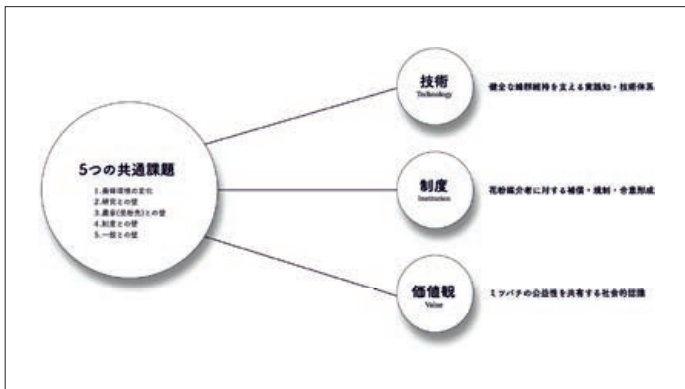 5つの共通課題
1.養蜂環境の変化
2.研究との壁
3.農家(受粉先)との壁
4.制度との壁
5.一般との壁
技術
Technology
健全な蜂群維持を支える実践知・技術体系
制度
Institution
花粉媒介者に対する補償・規制・合意形成
価値観
Value
ミツバチの公益性を共有する社会的認識